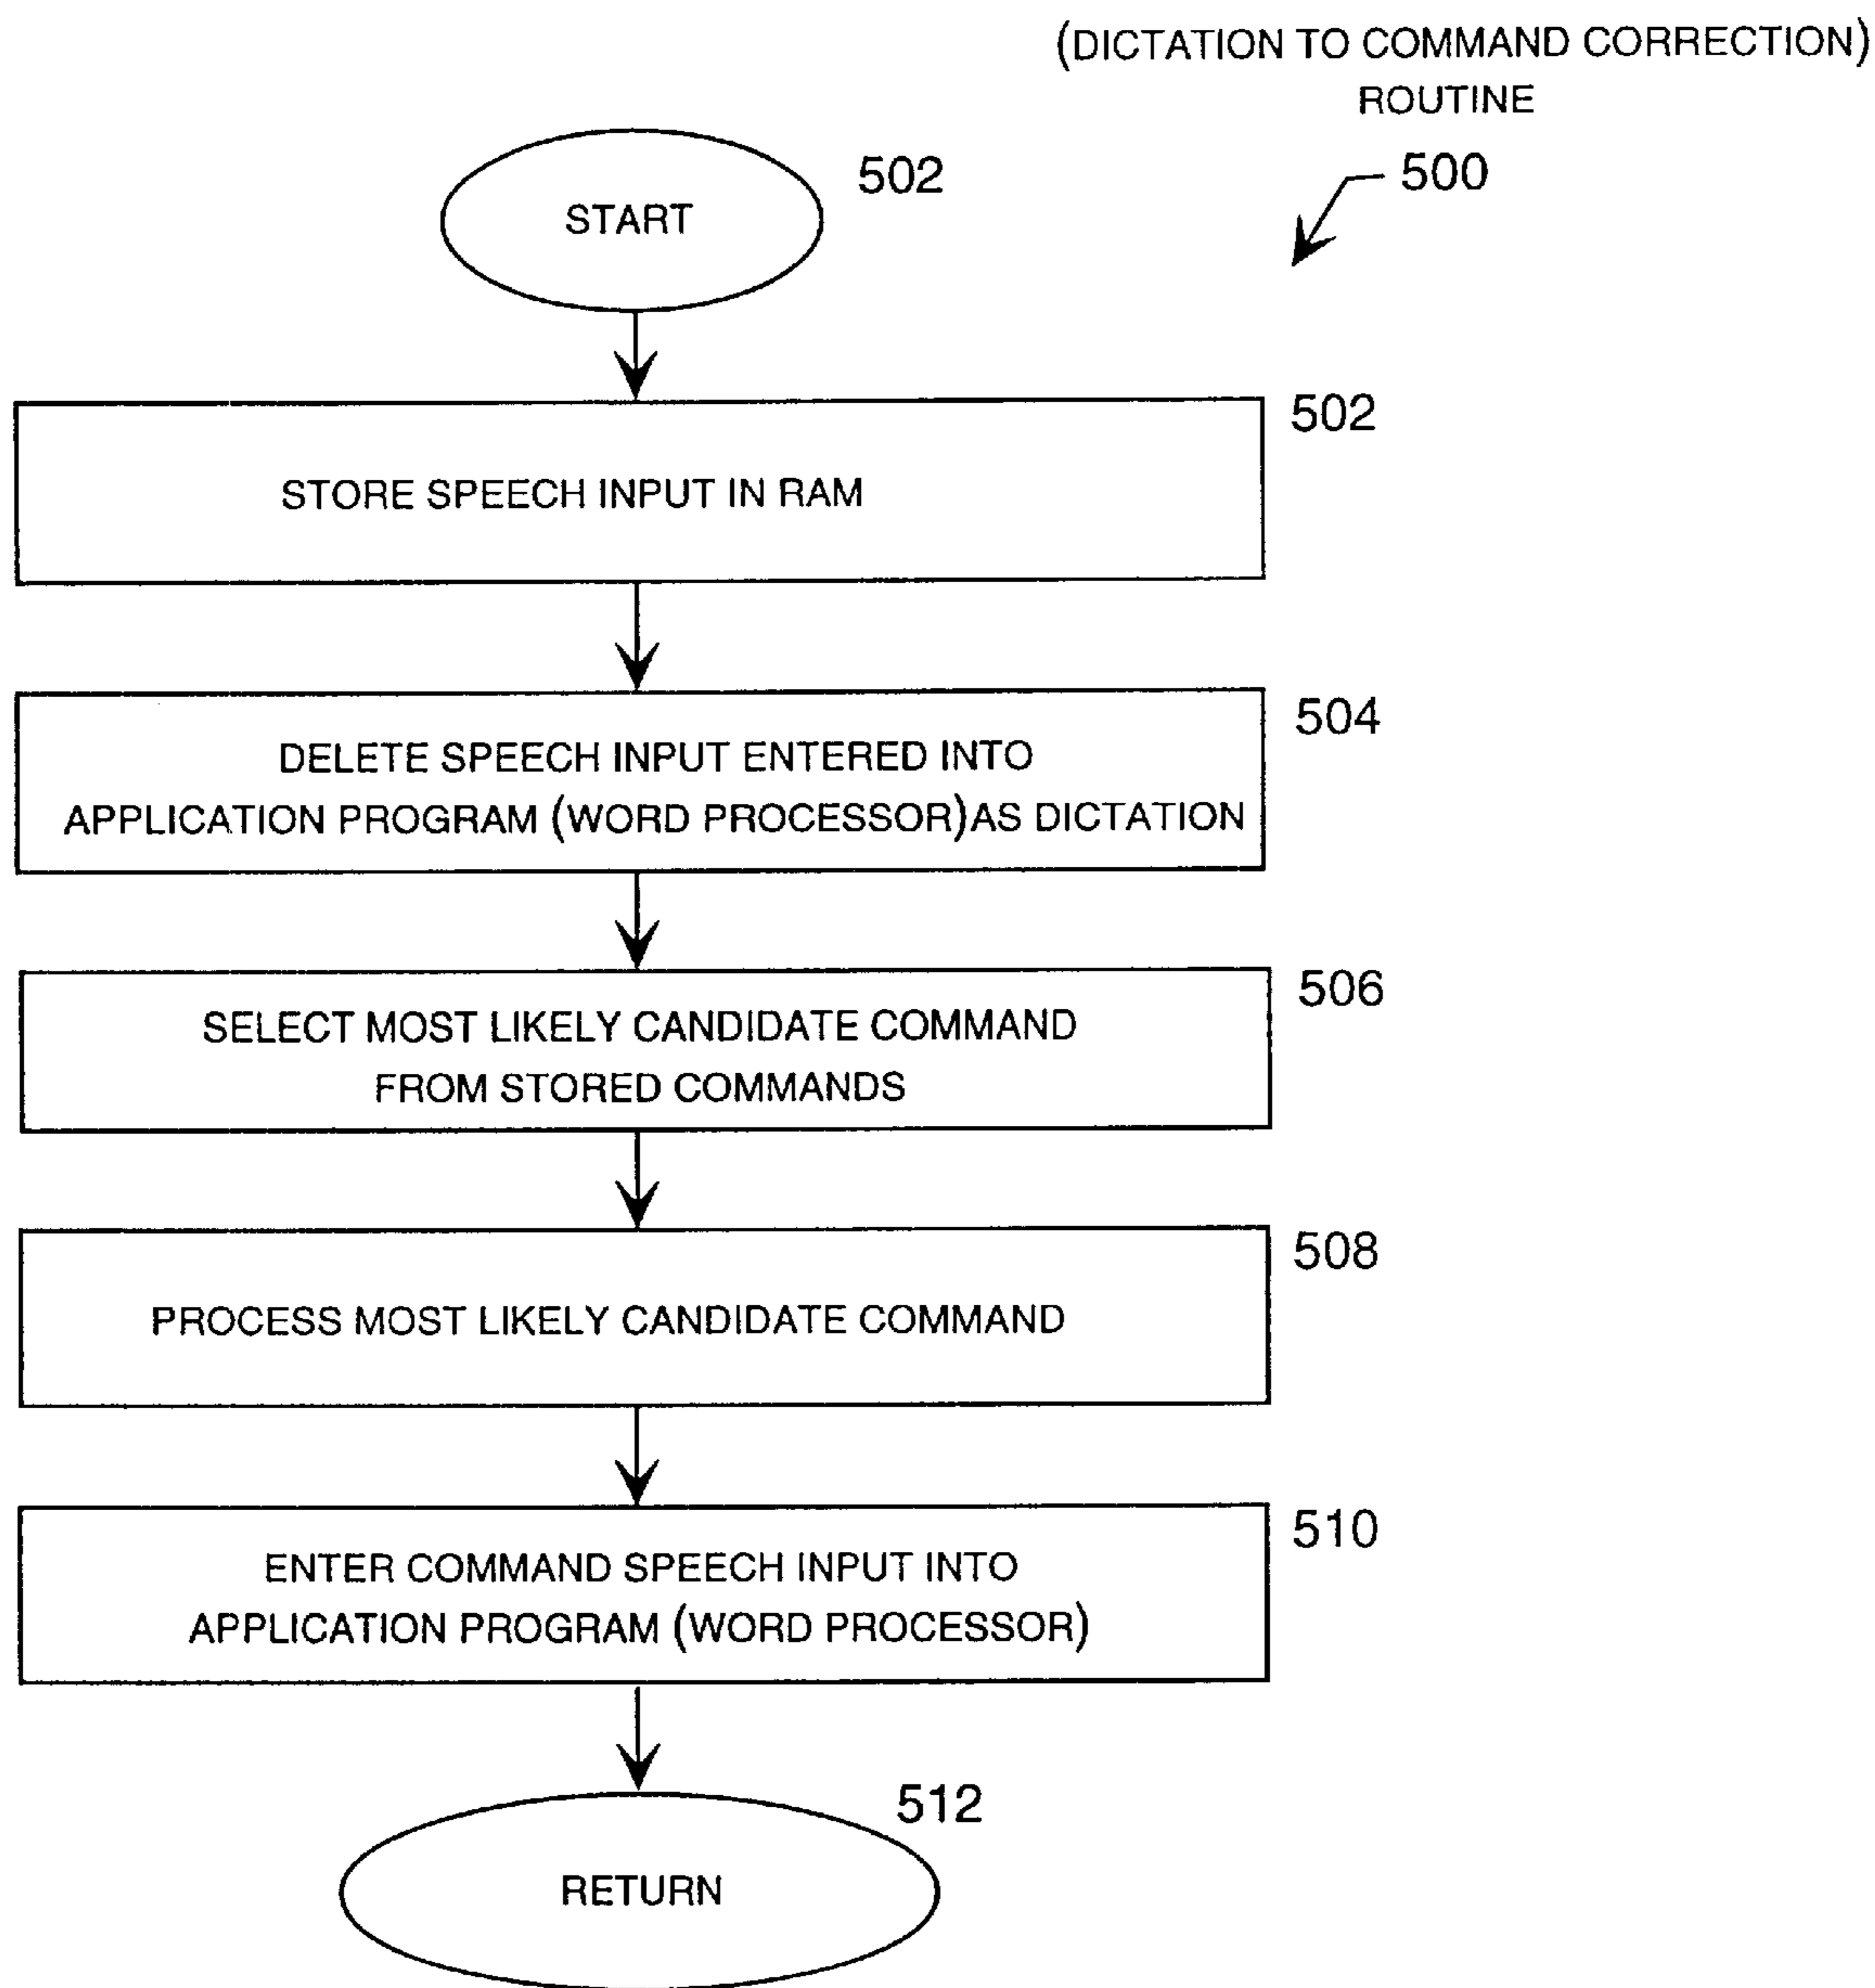 (DICTATION TO COMMAND CORRECTION)
ROUTINE
500
502
START
502
STORE SPEECH INPUT IN RAM
504
DELETE SPEECH INPUT ENTERED INTO
APPLICATION PROGRAM (WORD PROCESSOR)AS DICTATION
506
SELECT MOST LIKELY CANDIDATE COMMAND
FROM STORED COMMANDS
508
PROCESS MOST LIKELY CANDIDATE COMMAND
510
ENTER COMMAND SPEECH INPUT INTO
APPLICATION PROGRAM (WORD PROCESSOR)
512
RETURN